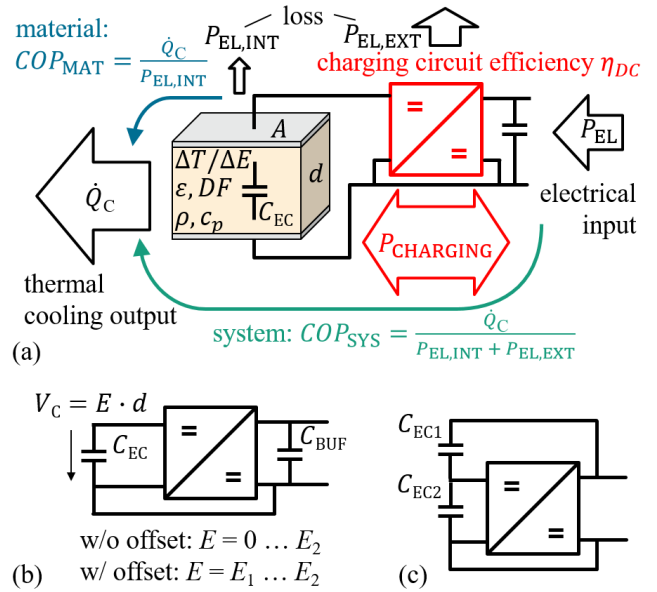 loss
material:
P_EL,INT
P_EL,EXT
COP_MAT = Q̇_C / P_EL,INT
charging circuit efficiency η_DC
=
=
A
P_EL
ΔT/ΔE
d
ε, DF
C_EC
ρ, c_p
Q̇_C
electrical
input
P_CHARGING
thermal
cooling output
system: COP_SYS = Q̇_C / P_EL,INT + P_EL,EXT
(a)
V_C = E · d
C_EC
=
=
C_BUF
w/o offset: E = 0 … E_2
w/ offset: E = E_1 … E_2
(b)
C_EC1
C_EC2
=
=
(c)